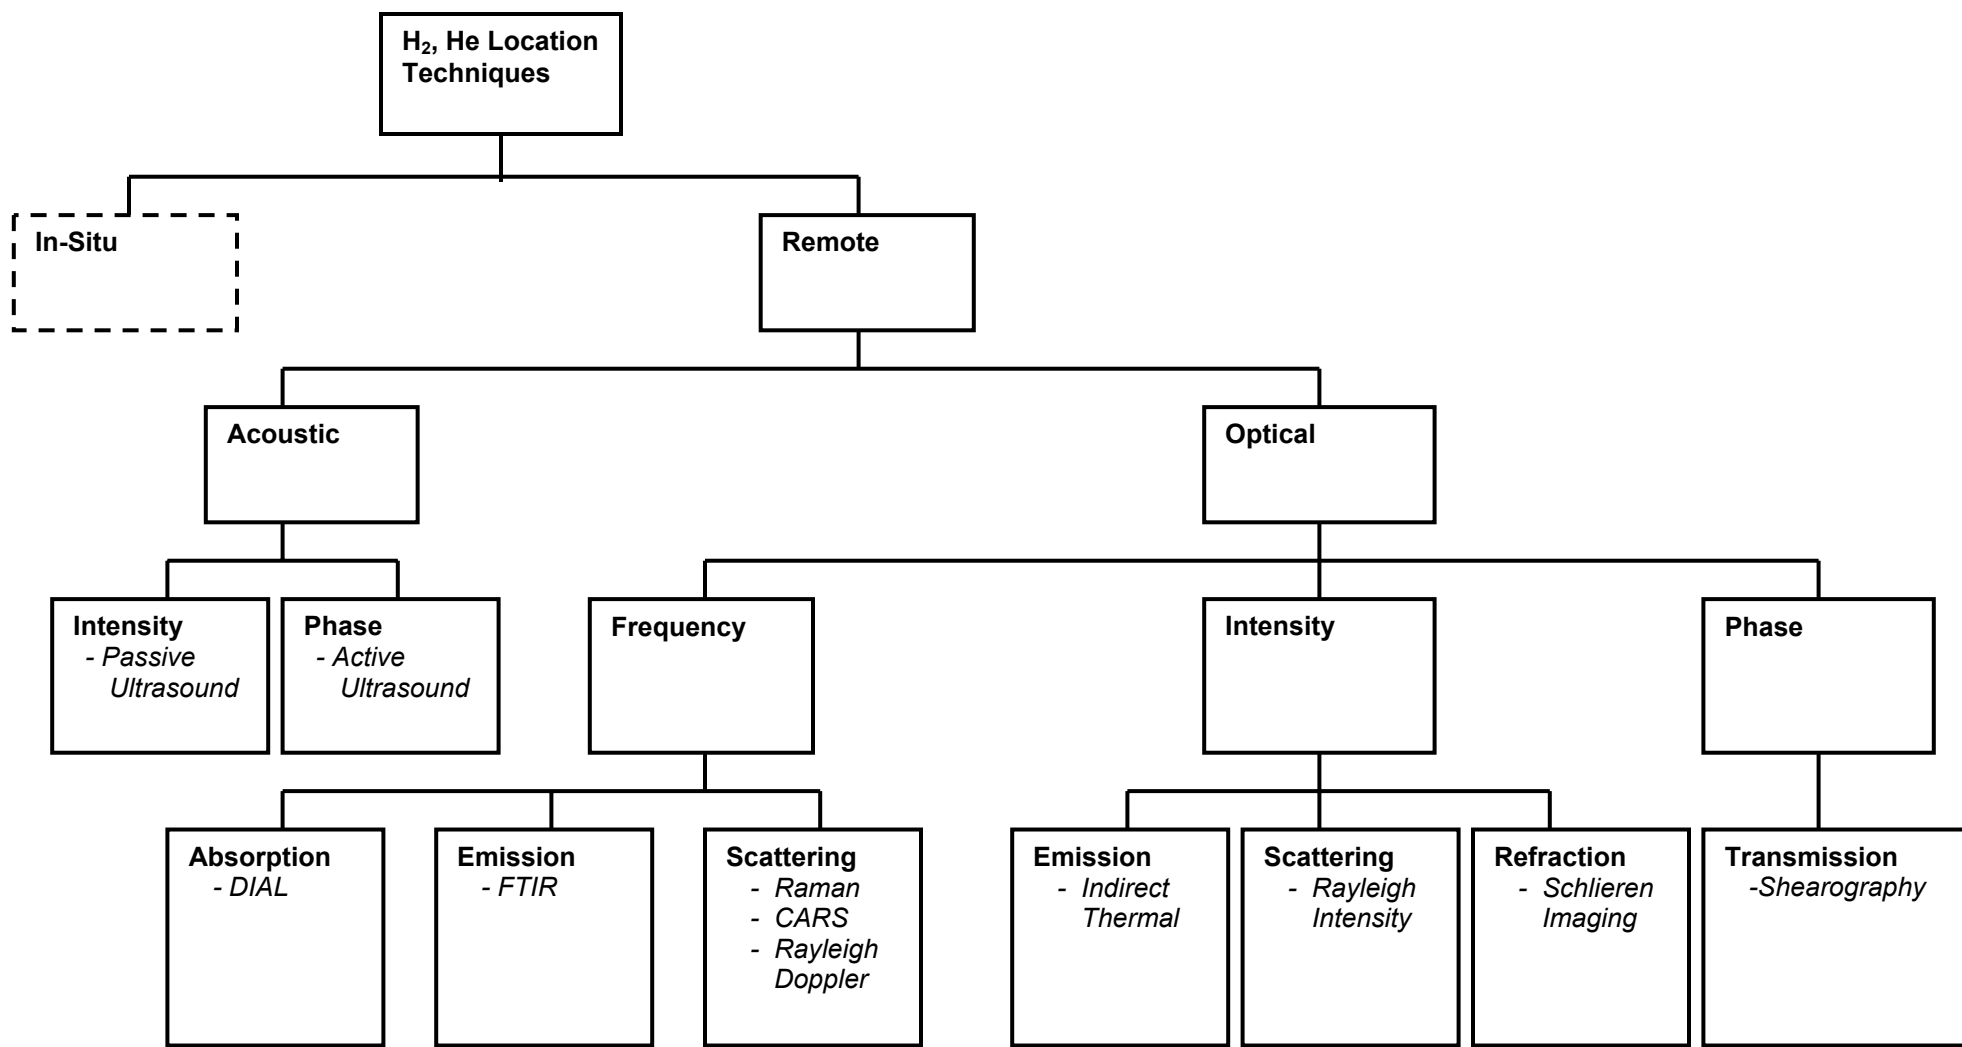 H₂, He Location
Techniques
In-Situ
Remote
Acoustic
Optical
Intensity
- Passive
Ultrasound
Phase
- Active
Ultrasound
Frequency
Intensity
Phase
Absorption
- DIAL
Emission
- FTIR
Scattering
- Raman
- CARS
- Rayleigh
Doppler
Emission
- Indirect
Thermal
Scattering
- Rayleigh
Intensity
Refraction
- Schlieren
Imaging
Transmission
-Shearography